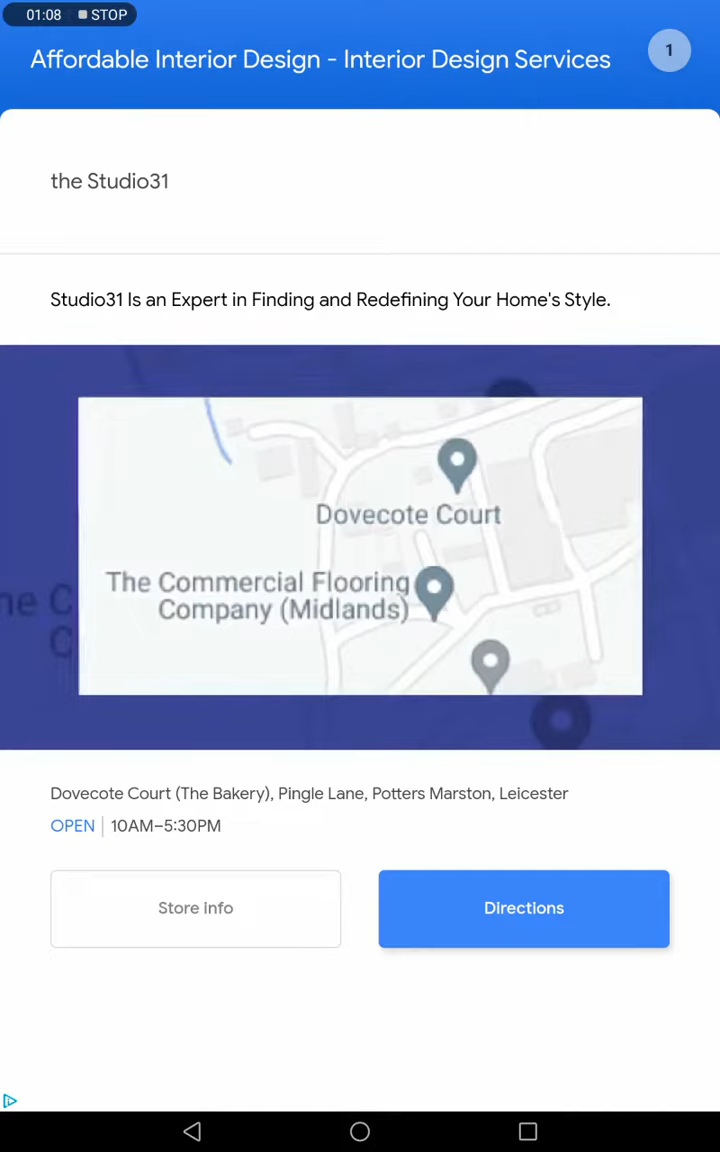 01:08 STOP
Affordable Interior Design - Interior Design Services
1
the Studio31
Studio31 Is an Expert in Finding and Redefining Your Home's Style.
Dovecote Court
The Commercial Flooring
Company (Midlands)
Dovecote Court (The Bakery), Pingle Lane, Potters Marston, Leicester
OPEN | 10AM–5:30PM
Store info
Directions